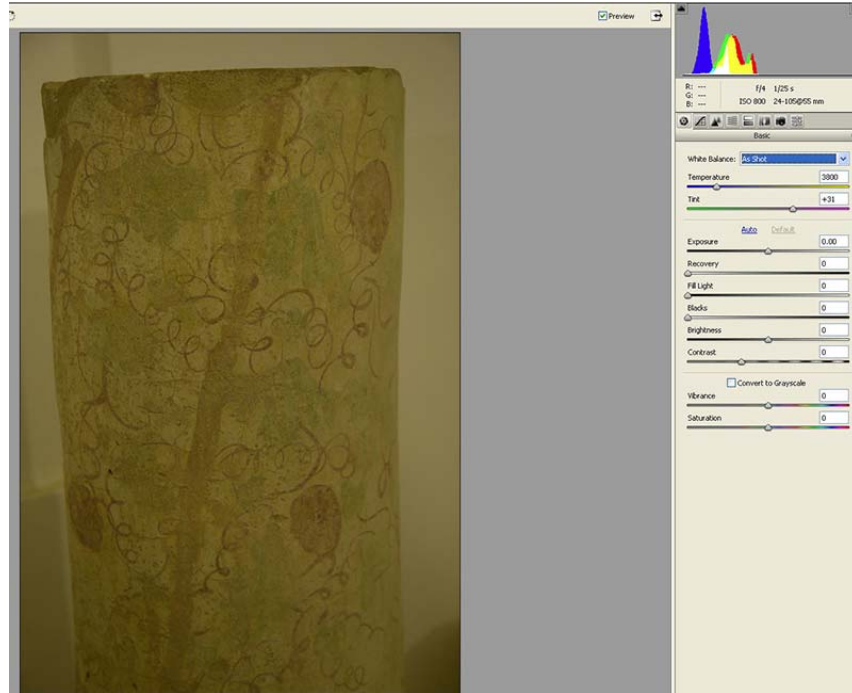 Preview
R: ---
G: ---
B: ---
f/4 1/25 s
ISO 800 24-105@55 mm
Basic
White Balance: As Shot
Temperature 3800
Tint +31
Auto Default
Exposure 0.00
Recovery 0
Fill Light 0
Blacks 0
Brightness 0
Contrast 0
Convert to Grayscale
Vibrance 0
Saturation 0